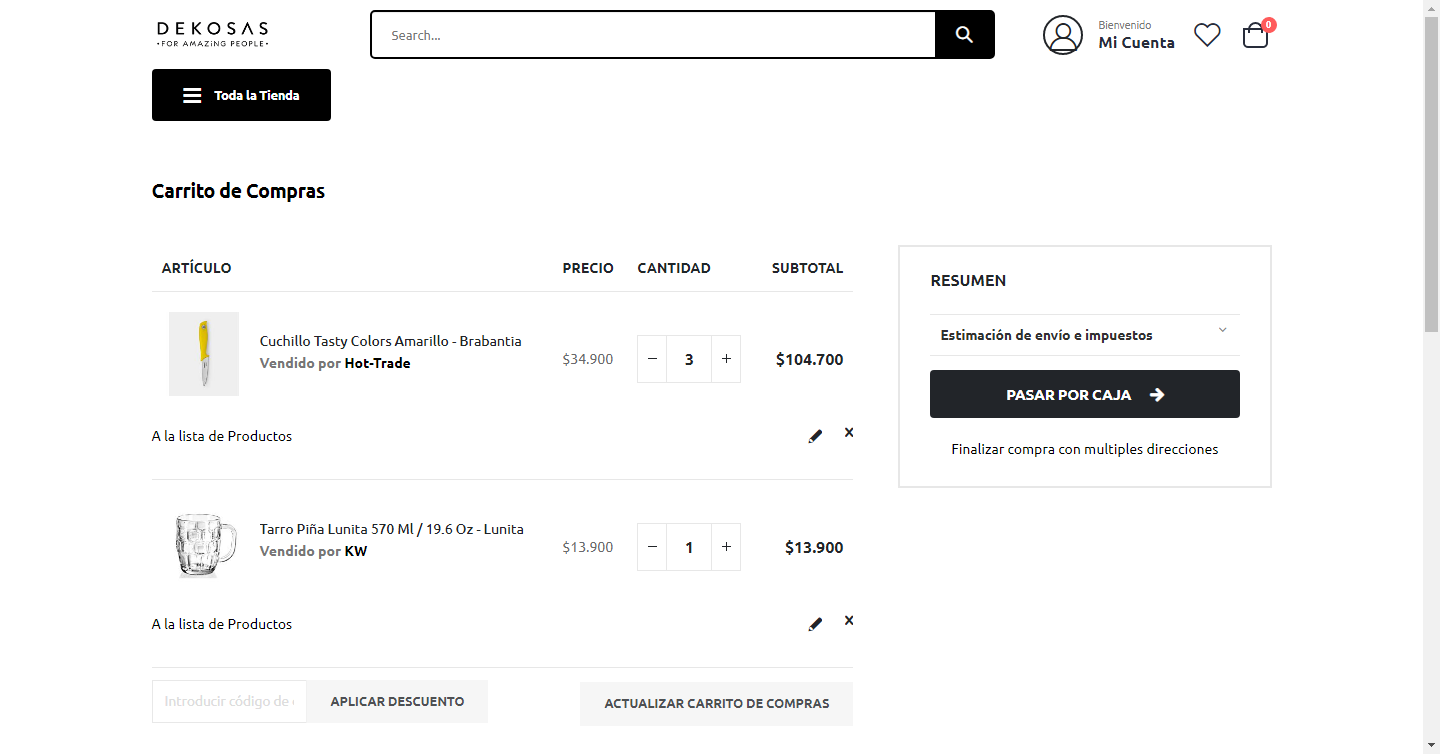 DEKOSAS
•FOR AMAZiNG PEOPLE•
Search...
Bienvenido
Mi Cuenta
0
Toda la Tienda
Carrito de Compras
ARTÍCULO PRECIO CANTIDAD SUBTOTAL
Cuchillo Tasty Colors Amarillo - Brabantia
Vendido por Hot-Trade
$34.900
− 3 +
$104.700
A la lista de Productos
Tarro Piña Lunita 570 Ml / 19.6 Oz - Lunita
Vendido por KW
$13.900
− 1 +
$13.900
A la lista de Productos
Introducir código de
APLICAR DESCUENTO
ACTUALIZAR CARRITO DE COMPRAS
RESUMEN
Estimación de envío e impuestos
PASAR POR CAJA
Finalizar compra con multiples direcciones